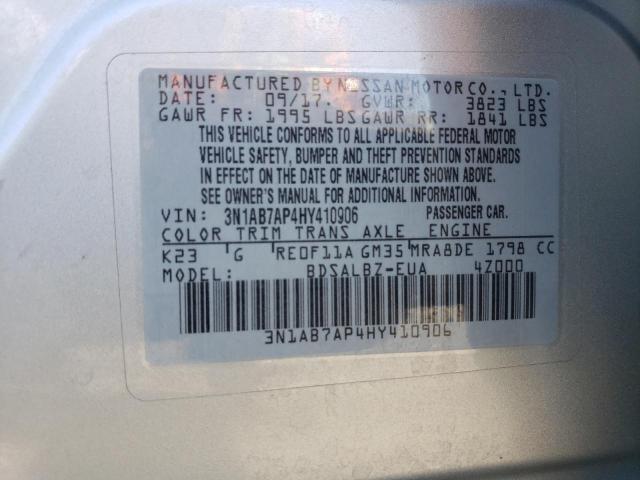 MANUFACTURED BY NISSAN MOTOR CO., LTD.
DATE: 09/17 GVWR: 3823 LBS
GAWR FR: 1995 LBS GAWR RR: 1841 LBS
THIS VEHICLE CONFORMS TO ALL APPLICABLE FEDERAL MOTOR
VEHICLE SAFETY, BUMPER AND THEFT PREVENTION STANDARDS
IN EFFECT ON THE DATE OF MANUFACTURE SHOWN ABOVE.
SEE OWNER'S MANUAL FOR ADDITIONAL INFORMATION.
VIN: 3N1AB7AP4HY410906 PASSENGER CAR.
COLOR TRIM TRANS AXLE ENGINE
K23 G RE0F11A GM35 MRA8DE 1798 CC
MODEL: BDSALBZ-EUA 4Z000
3N1AB7AP4HY410906